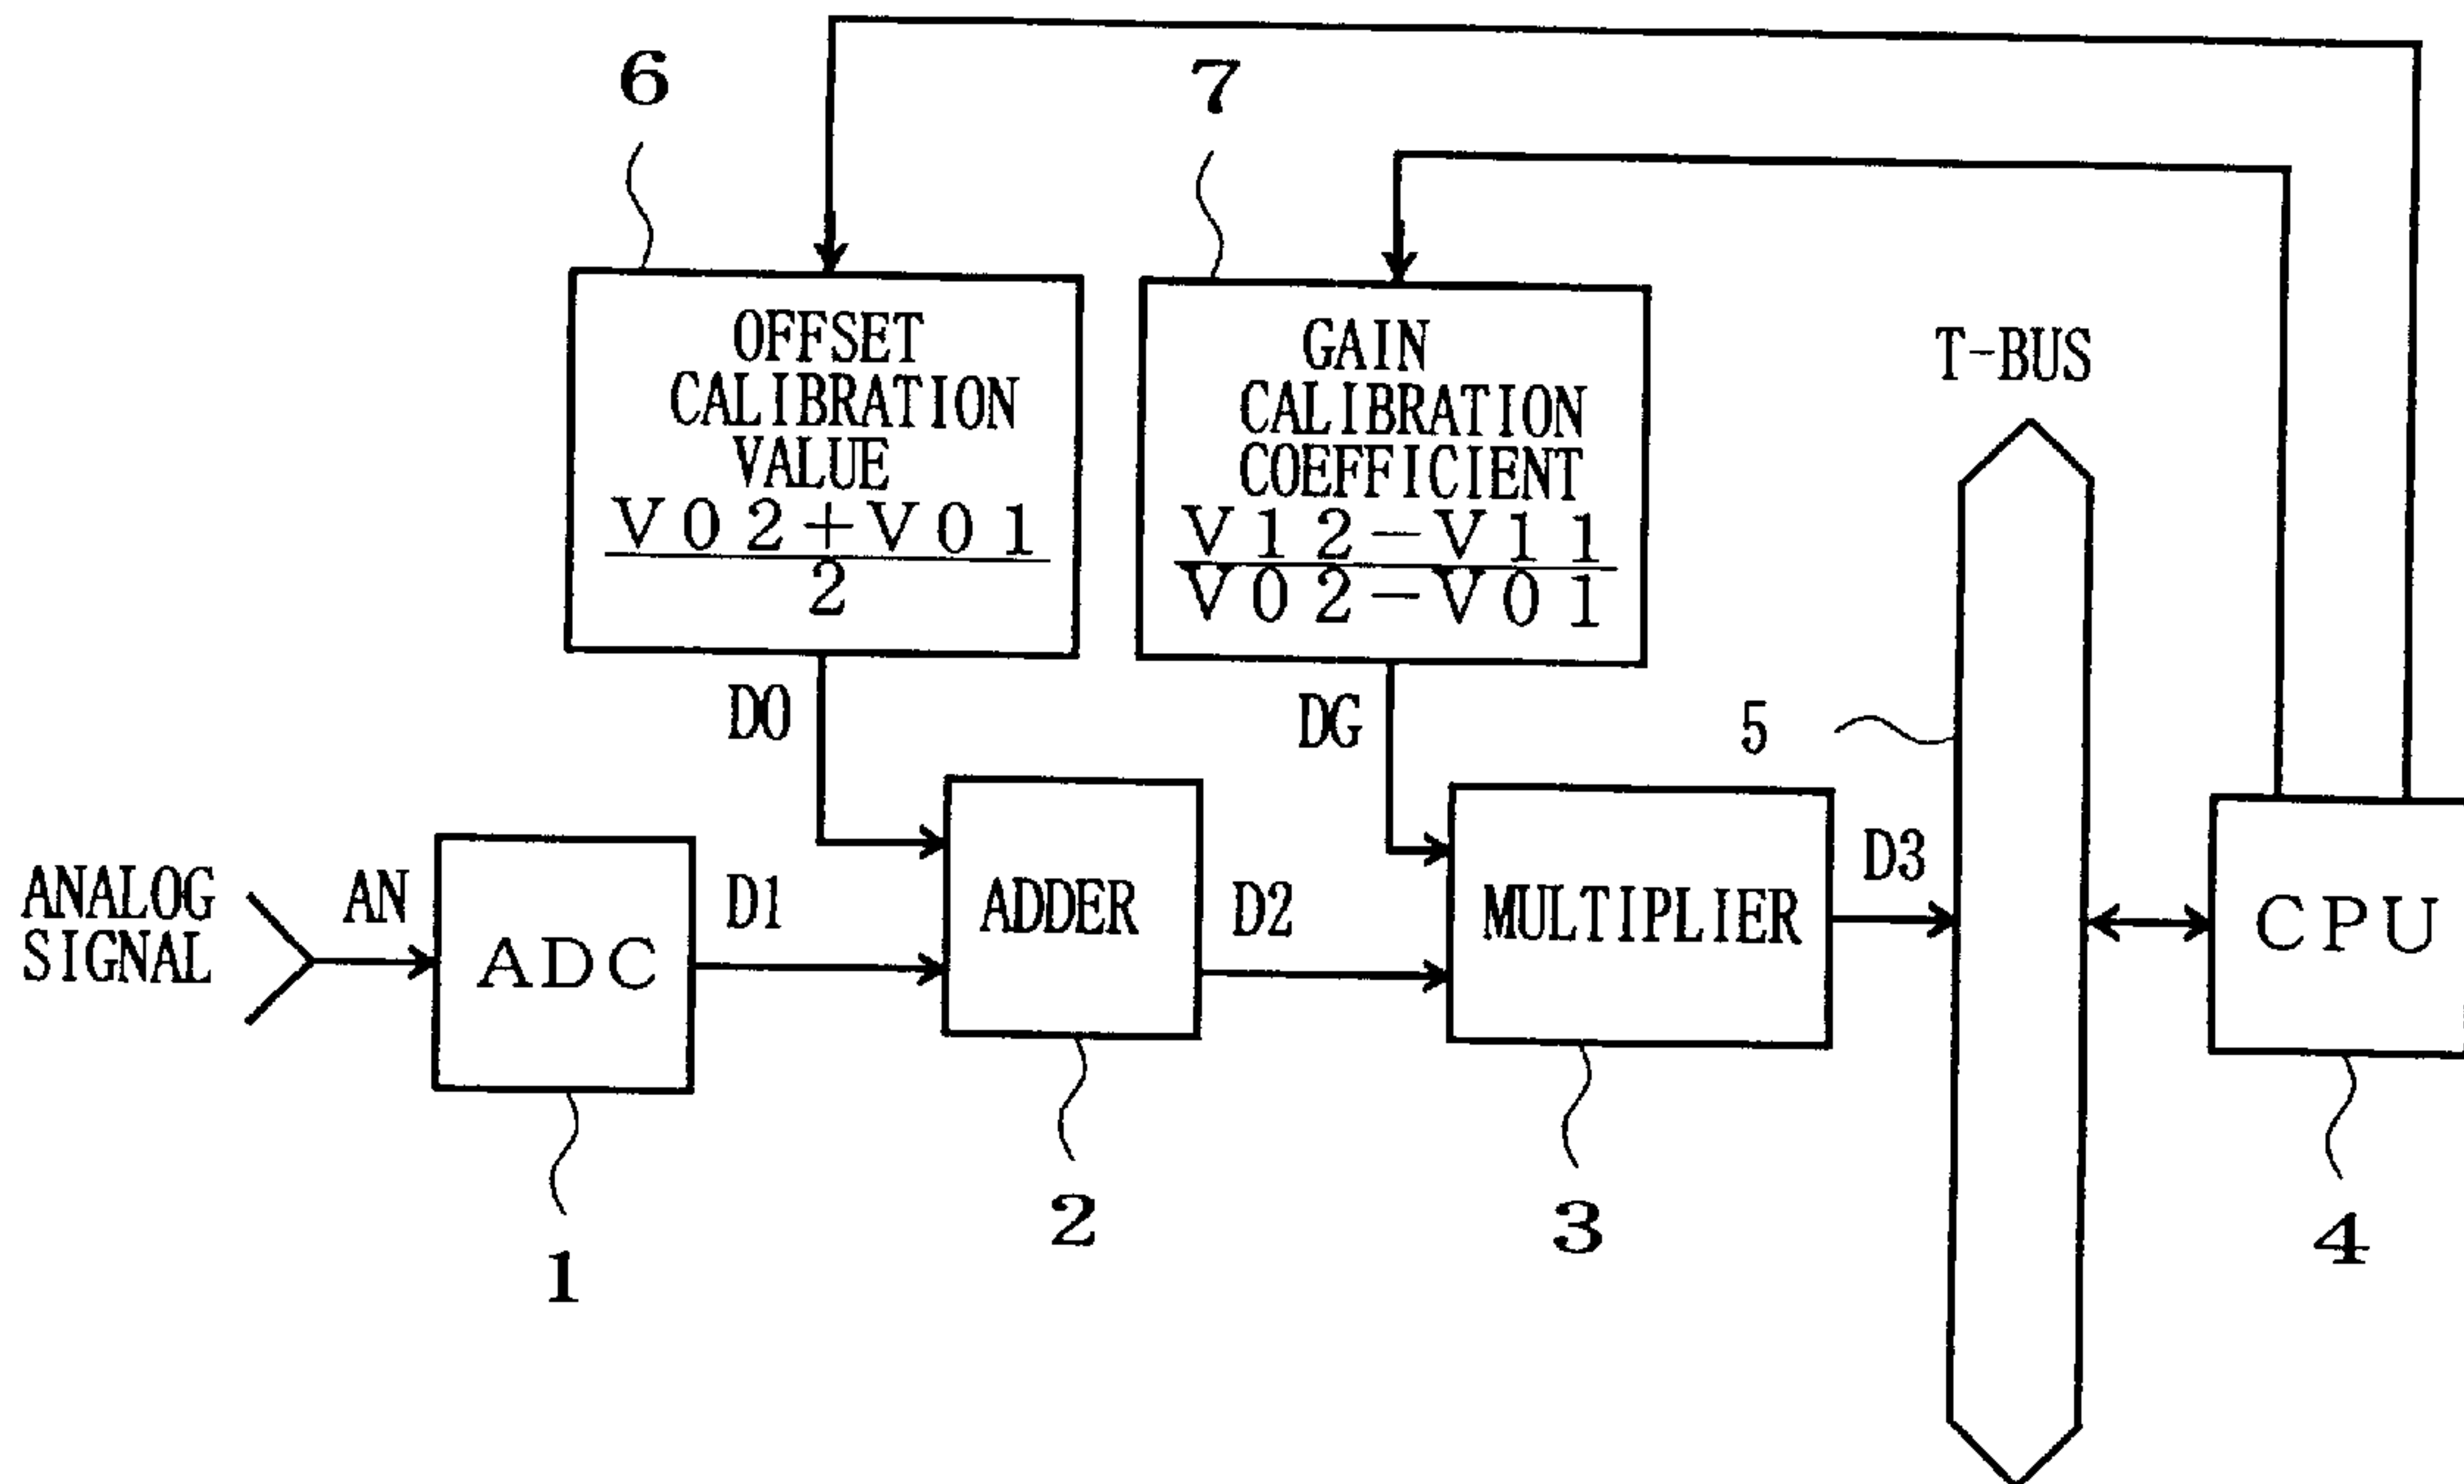 6
7
OFFSET
CALIBRATION
VALUE
V02+V01
2
GAIN
CALIBRATION
COEFFICIENT
V12-V11
V02-V01
T-BUS
DO
DG
5
ANALOG
SIGNAL
AN
ADC
D1
ADDER
D2
MULTIPLIER
D3
CPU
1
2
3
4